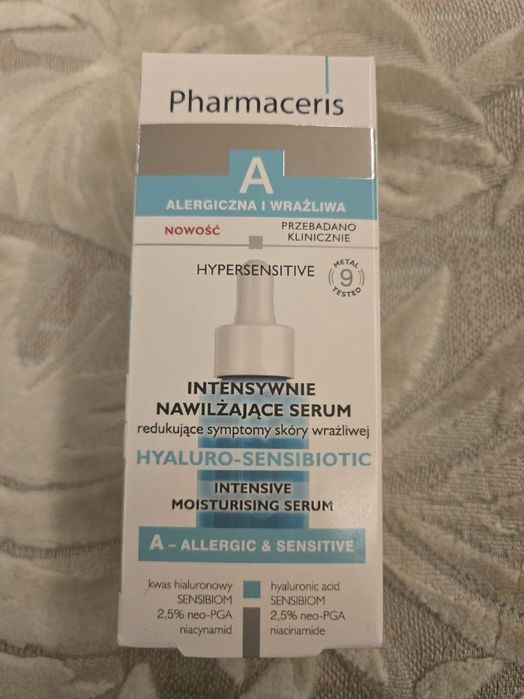 Pharmaceris
A
ALERGICZNA I WRAŻLIWA
NOWOŚĆ
PRZEBADANO
KLINICZNIE
HYPERSENSITIVE
METAL
9
TESTED
INTENSYWNIE
NAWILŻAJĄCE SERUM
redukujące symptomy skóry wrażliwej
HYALURO-SENSIBIOTIC
INTENSIVE
MOISTURISING SERUM
A – ALLERGIC & SENSITIVE
kwas hialuronowy
SENSIBIOM
2,5% neo-PGA
niacynamid
hyaluronic acid
SENSIBIOM
2,5% neo-PGA
niacinamide